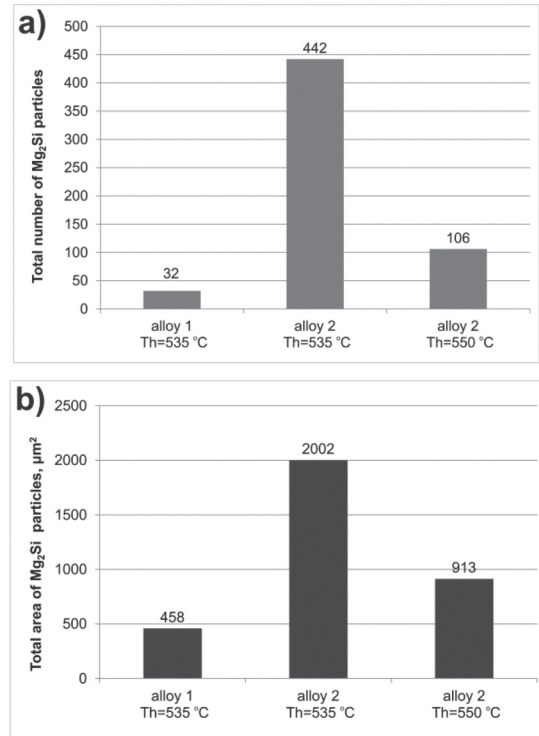 a)
Total number of Mg₂Si particles
500
450
400
350
300
250
200
150
100
50
0
32
442
106
alloy 1
Th=535 °C
alloy 2
Th=535 °C
alloy 2
Th=550 °C
b)
Total area of Mg₂Si particles, µm²
2500
2000
1500
1000
500
0
458
2002
913
alloy 1
Th=535 °C
alloy 2
Th=535 °C
alloy 2
Th=550 °C